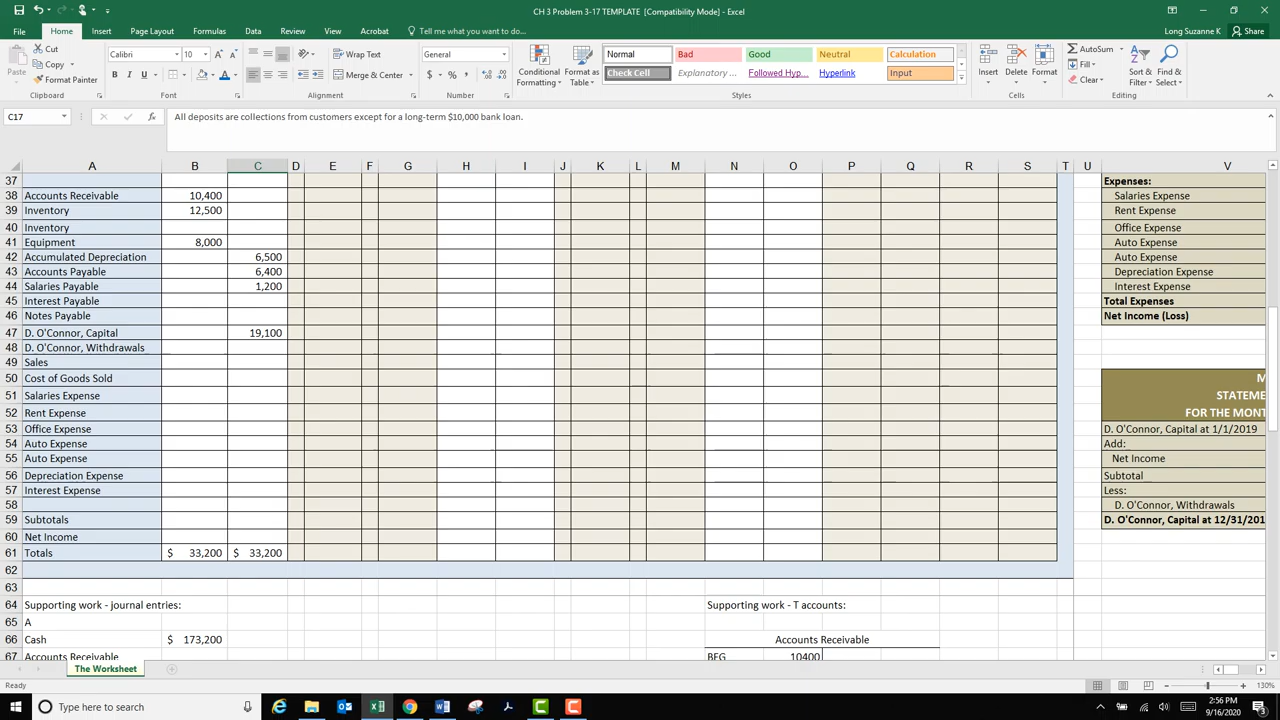 CH 3 Problem 3-17 TEMPLATE [Compatibility Mode] - Excel
Long Suzanne K
Share
File Home Insert Page Layout Formulas Data Review View Acrobat Tell me what you want to do...
Cut
Copy
Format Painter
Paste
Clipboard
Calibri 10
B I U
Font
Wrap Text
Merge & Center
Alignment
General
$ % ,
Number
Conditional Formatting
Format as Table
Normal Bad Good Neutral Calculation
Check Cell Explanatory ... Followed Hyp... Hyperlink Input
Styles
Insert Delete Format
Cells
AutoSum
Fill
Clear
Sort & Filter
Find & Select
Editing
C17 fx All deposits are collections from customers except for a long-term $10,000 bank loan.
A B C D E F G H I J K L M N O P Q R S T U V
37 Expenses:
38 Accounts Receivable 10,400 Salaries Expense
39 Inventory 12,500 Rent Expense
40 Inventory Office Expense
41 Equipment 8,000 Auto Expense
42 Accumulated Depreciation 6,500 Auto Expense
43 Accounts Payable 6,400 Depreciation Expense
44 Salaries Payable 1,200 Interest Expense
45 Interest Payable Total Expenses
46 Notes Payable Net Income (Loss)
47 D. O'Connor, Capital 19,100
48 D. O'Connor, Withdrawals
49 Sales
50 Cost of Goods Sold M
51 Salaries Expense STATEME
52 Rent Expense FOR THE MONT
53 Office Expense D. O'Connor, Capital at 1/1/2019
54 Auto Expense Add:
55 Auto Expense Net Income
56 Depreciation Expense Subtotal
57 Interest Expense Less:
58 D. O'Connor, Withdrawals
59 Subtotals D. O'Connor, Capital at 12/31/201
60 Net Income
61 Totals $ 33,200 $ 33,200
62
63
64 Supporting work - journal entries: Supporting work - T accounts:
65 A
66 Cash $ 173,200 Accounts Receivable
67 Accounts Receivable BEG 10400
The Worksheet
Ready
130%
Type here to search
2:56 PM
9/16/2020